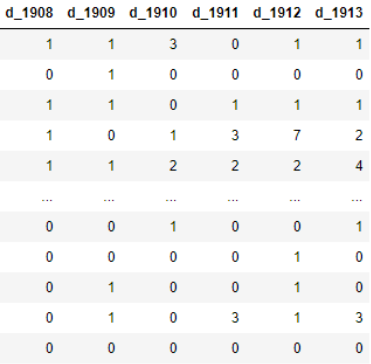 d_1908 d_1909 d_1910 d_1911 d_1912 d_1913
1 1 3 0 1 1
0 1 0 0 0 0
1 1 0 1 1 1
1 0 1 3 7 2
1 1 2 2 2 4
... ... ... ... ... ...
0 0 1 0 0 1
0 0 0 0 1 0
0 1 0 0 1 0
0 1 0 3 1 3
0 0 0 0 0 0